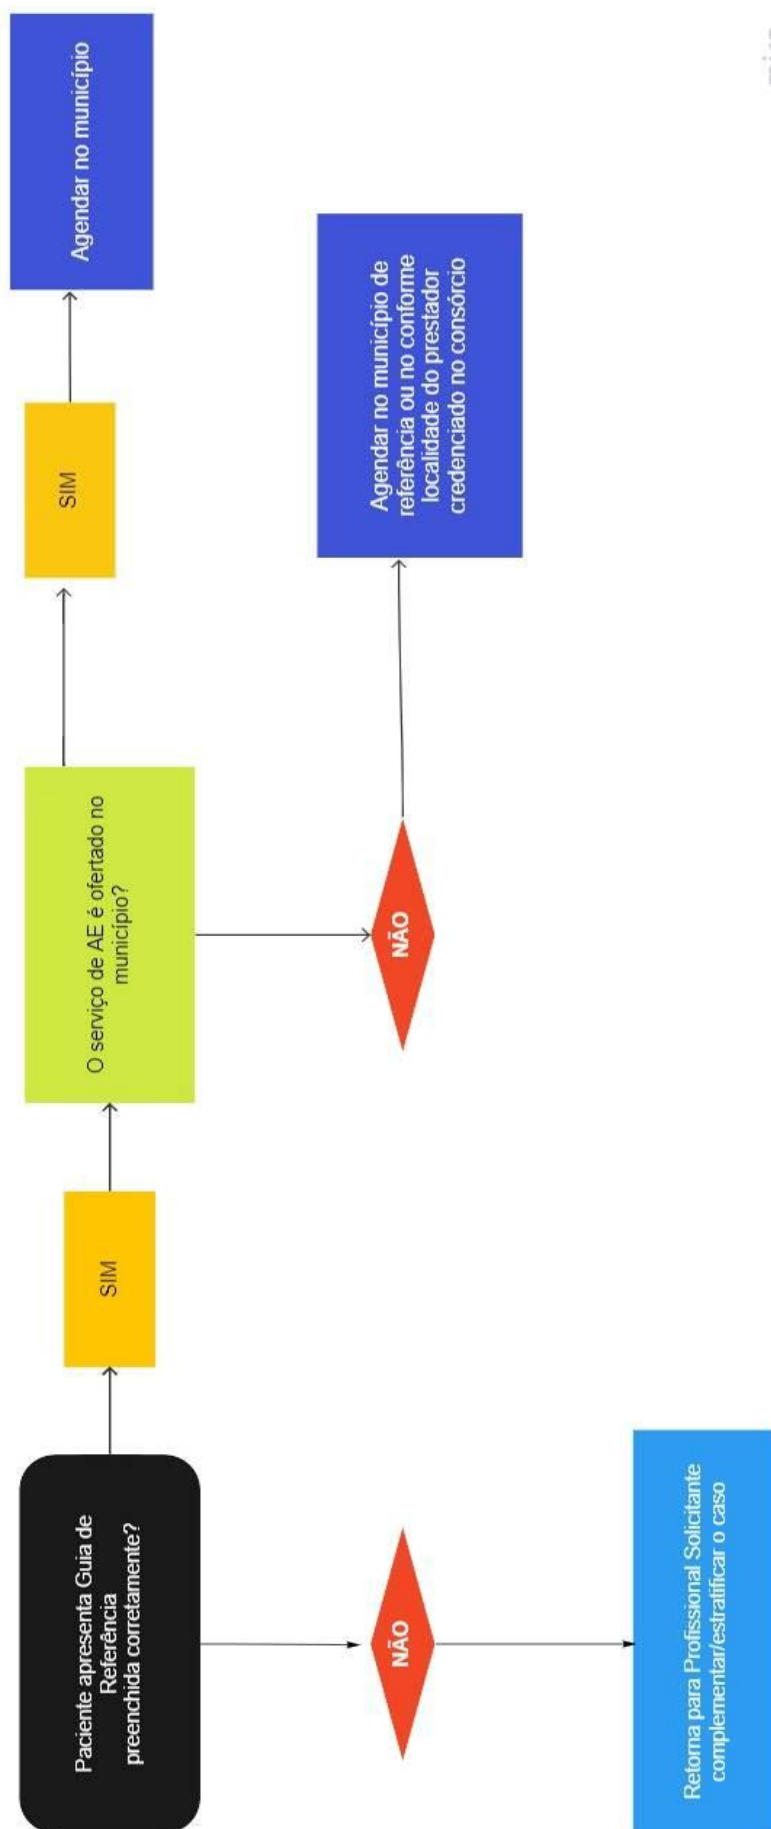 Paciente apresenta Guia de
Referência
preenchida corretamente?
SIM
O serviço de AE é ofertado no
município?
SIM
Agendar no município
NÃO
Retorna para Profissional Solicitante
complementar/estratificar o caso
NÃO
Agendar no município de
referência ou no conforme
localidade do prestador
credenciado no consórcio